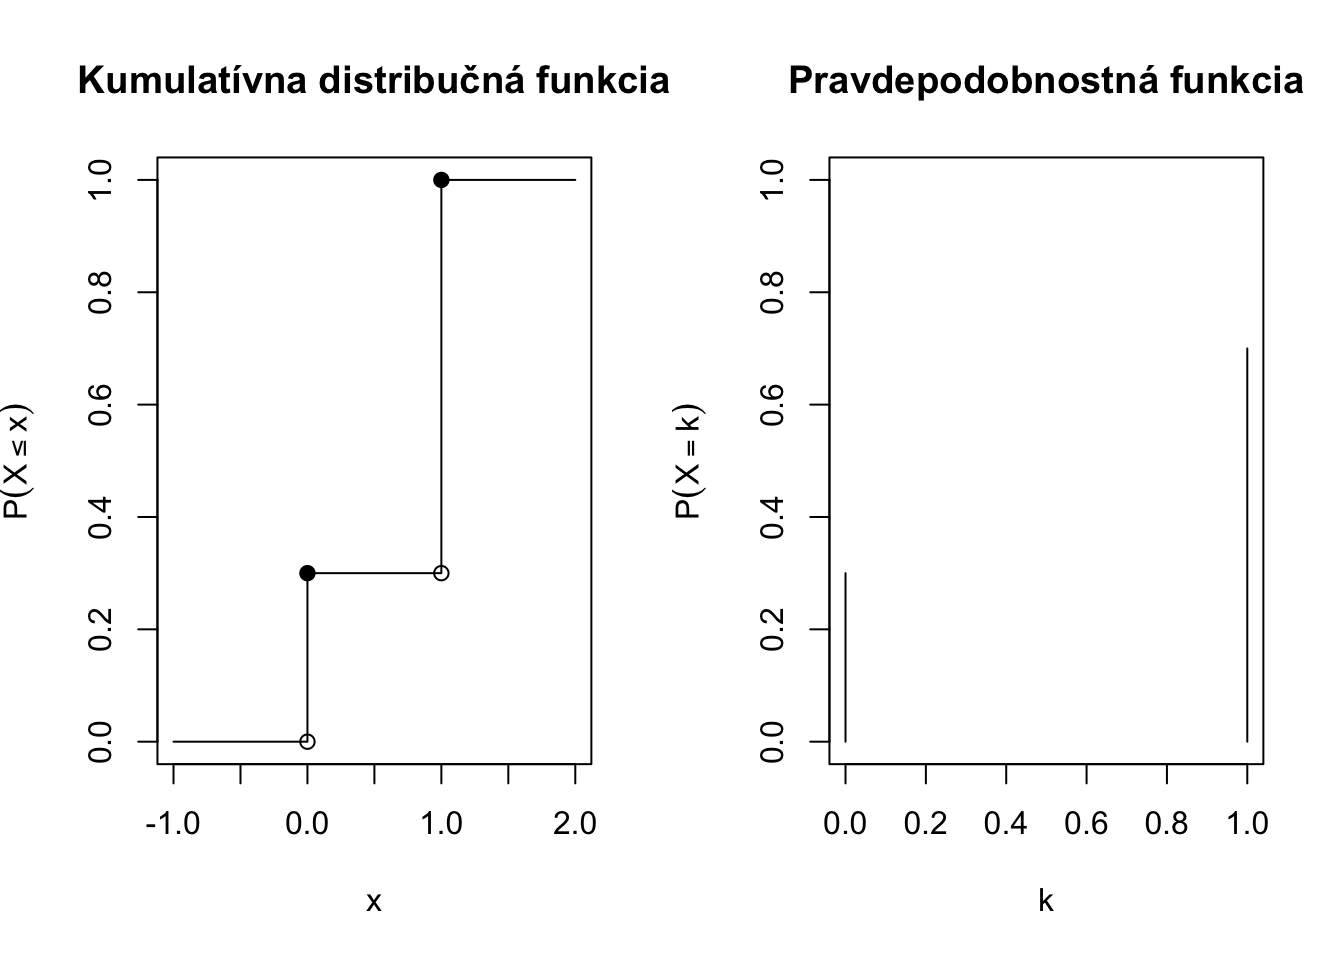 Kumulatívna distribučná funkcia
P(X ≤ x)
1.0
0.8
0.6
0.4
0.2
0.0
-1.0 0.0 1.0 2.0
x
Pravdepodobnostná funkcia
P(X = k)
1.0
0.8
0.6
0.4
0.2
0.0
0.0 0.2 0.4 0.6 0.8 1.0
k